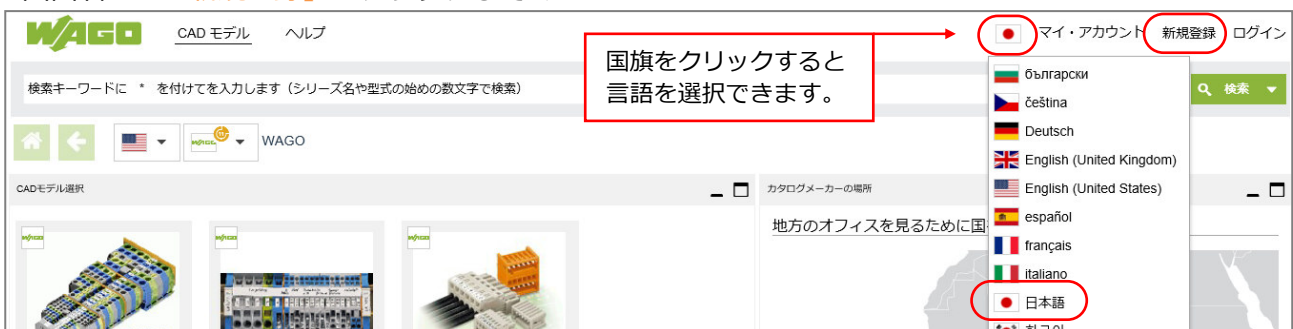 WAGO
CAD モデル ヘルプ
マイ・アカウント 新規登録 ログイン
国旗をクリックすると
言語を選択できます。
検索キーワードに * を付けてを入力します（シリーズ名や型式の始めの数文字で検索）
検索
WAGO
WAGO
CADモデル選択
カタログメーカーの場所
地方のオフィスを見るために国
WAGO
WAGO
WAGO
български
čeština
Deutsch
English (United Kingdom)
English (United States)
español
français
italiano
日本語